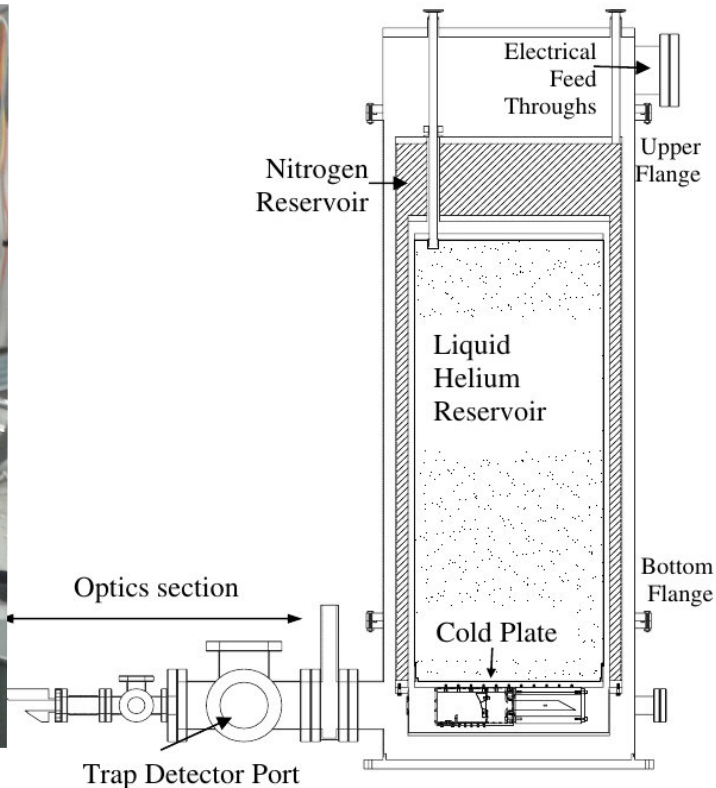 Electrical
Feed
Throughs
Upper
Flange
Nitrogen
Reservoir
Liquid
Helium
Reservoir
Bottom
Flange
Optics section
Cold Plate
Trap Detector Port